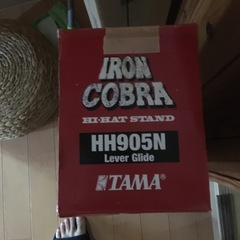 IRON
COBRA
HI-HAT STAND
HH905N
Lever Glide
TAMA